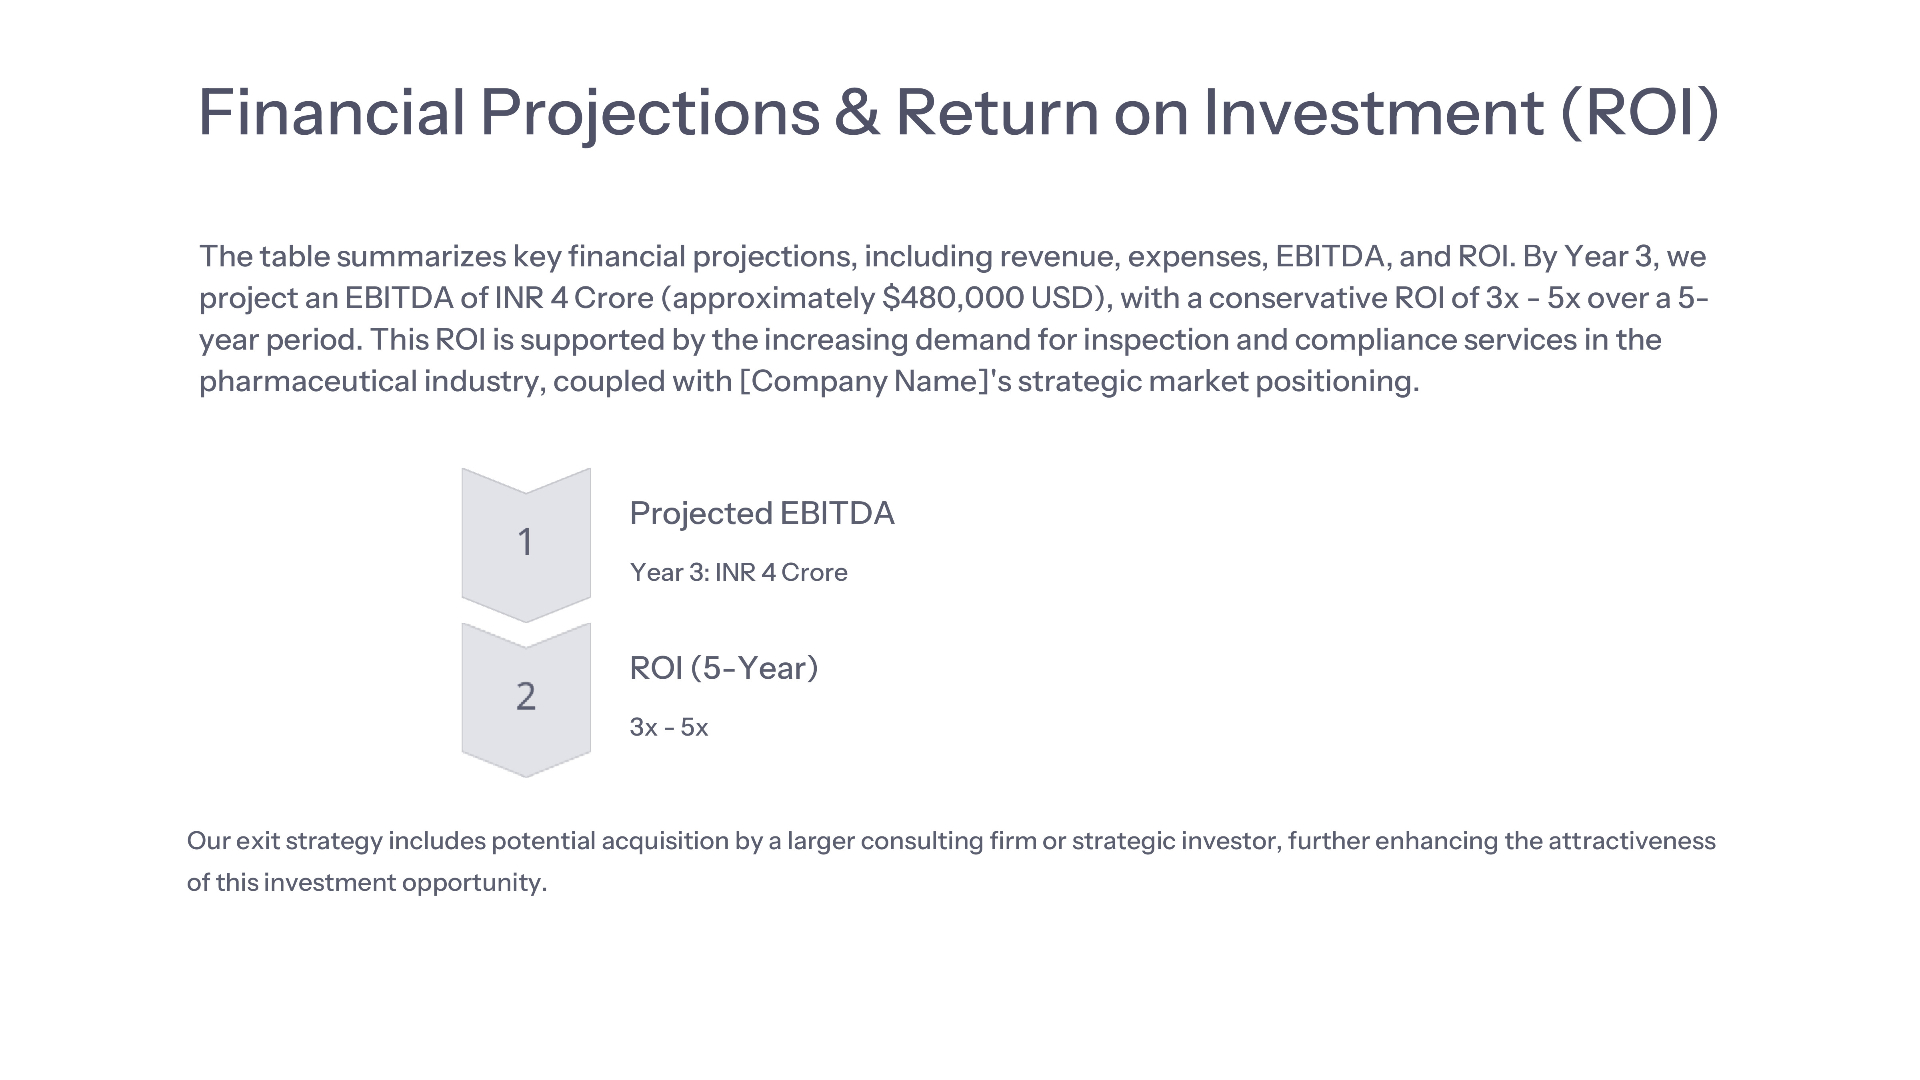 Financial Projections & Return on Investment (ROI)
The table summarizes key financial projections, including revenue, expenses, EBITDA, and ROI. By Year 3, we
project an EBITDA of INR 4 Crore (approximately $480,000 USD), with a conservative ROI of 3x - 5x over a 5-
year period. This ROI is supported by the increasing demand for inspection and compliance services in the
pharmaceutical industry, coupled with [Company Name]'s strategic market positioning.
1
Projected EBITDA
Year 3: INR 4 Crore
2
ROI (5-Year)
3x - 5x
Our exit strategy includes potential acquisition by a larger consulting firm or strategic investor, further enhancing the attractiveness
of this investment opportunity.